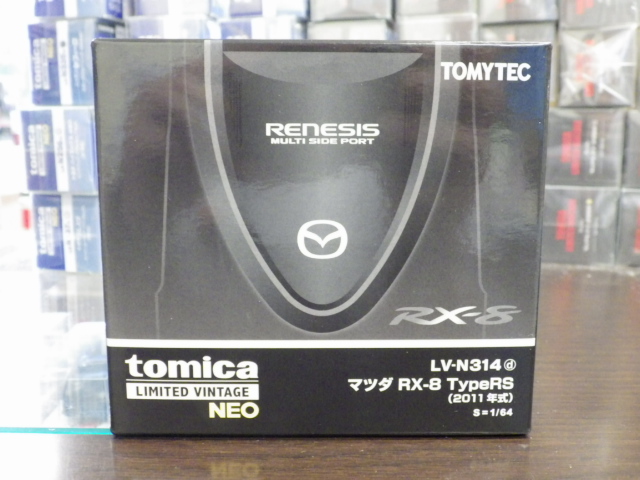 TOMYTEC
RENESIS
MULTI SIDE PORT
RX-8
tomica
LIMITED VINTAGE
NEO
LV-N314ⓓ
マツダ RX-8 TypeRS
(2011年式)
S=1/64